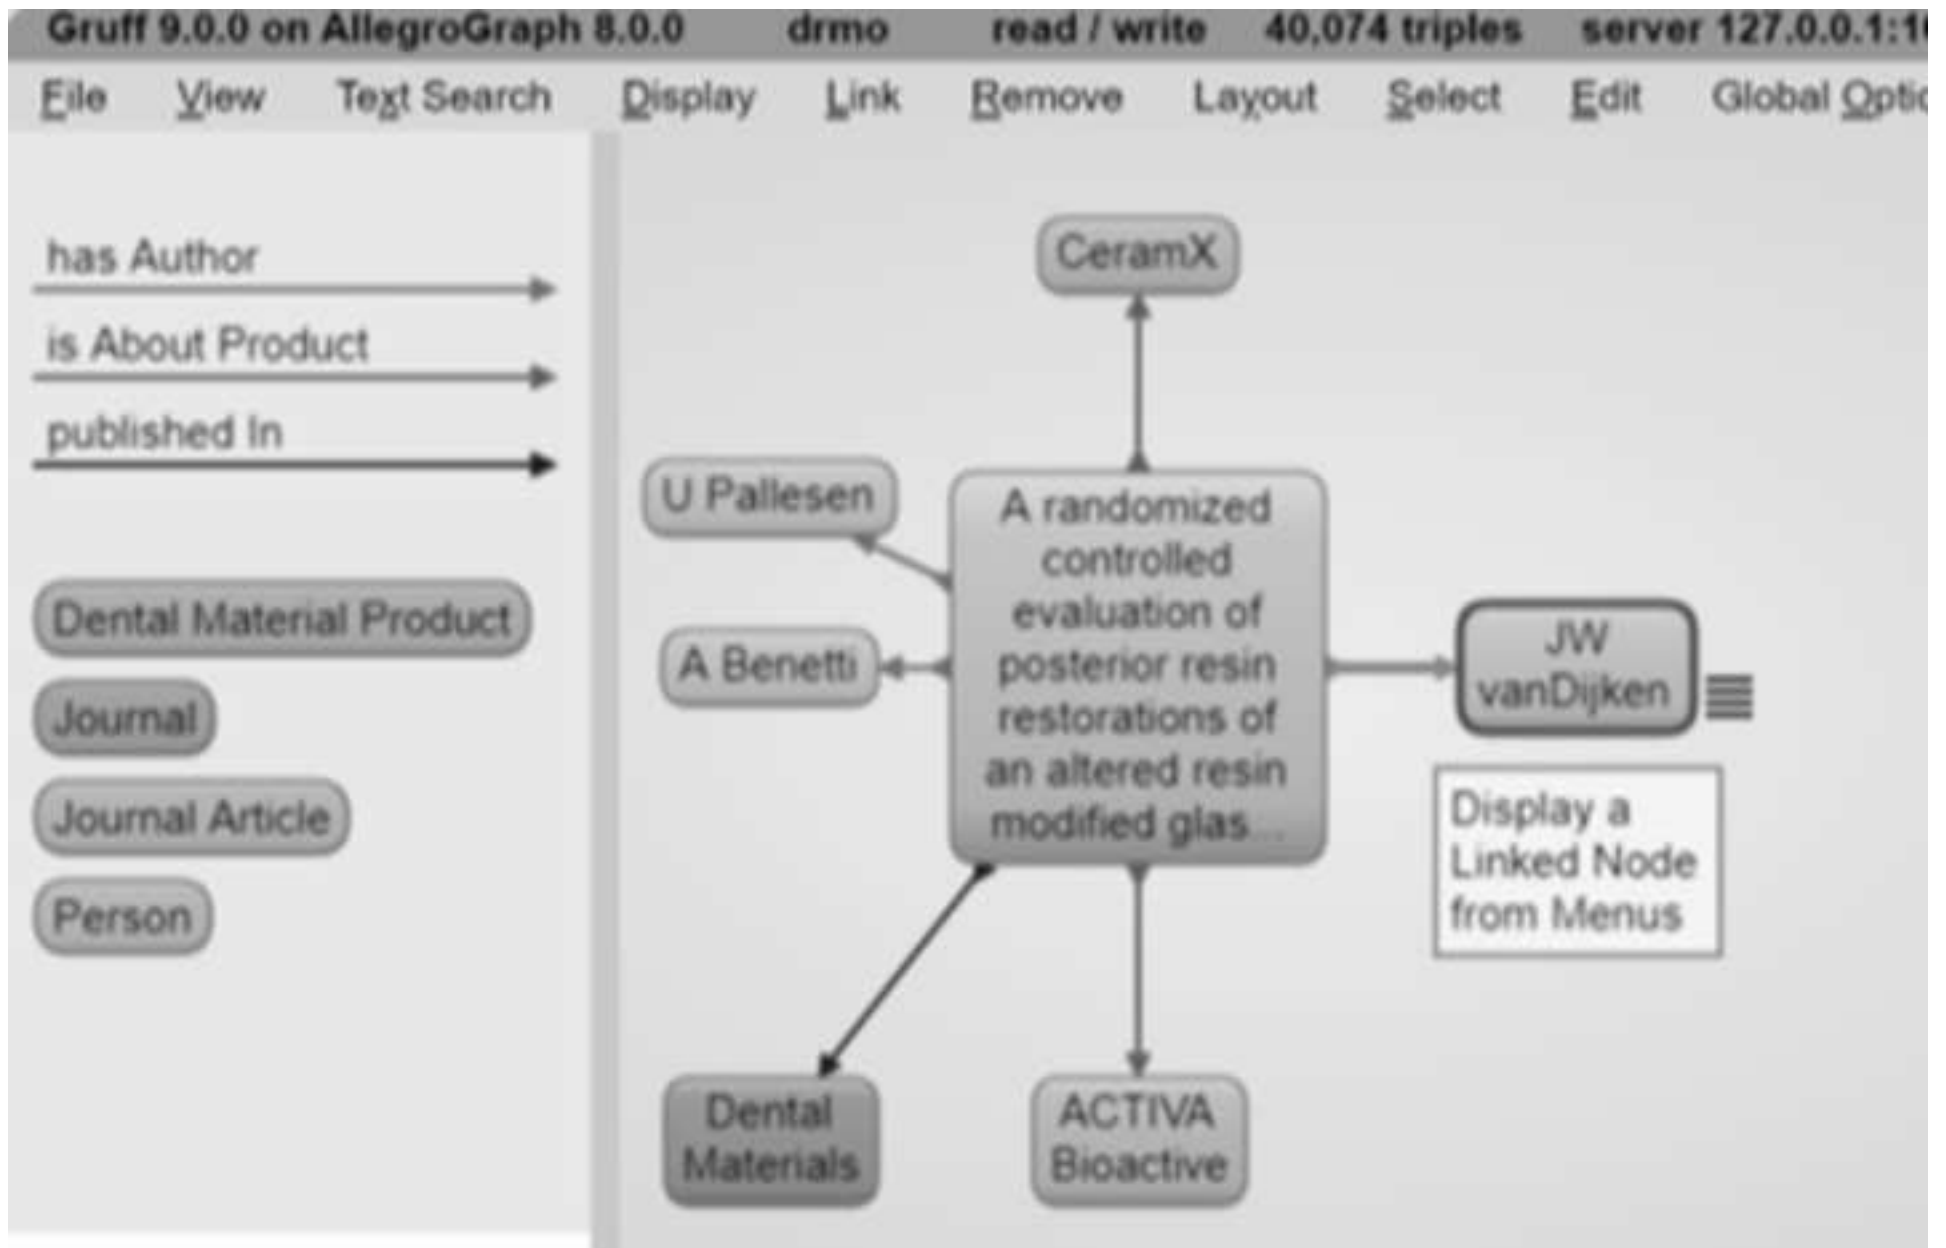 Gruff 9.0.0 on AllegroGraph 8.0.0 drmo read / write 40,074 triples server 127.0.0.1:1
File View Text Search Display Link Remove Layout Select Edit Global Optio
has Author
is About Product
published In
Dental Material Product
Journal
Journal Article
Person
CeramX
U Pallesen
A Benetti
A randomized
controlled
evaluation of
posterior resin
restorations of
an altered resin
modified glas...
JW
vanDijken
Display a
Linked Node
from Menus
Dental
Materials
ACTIVA
Bioactive